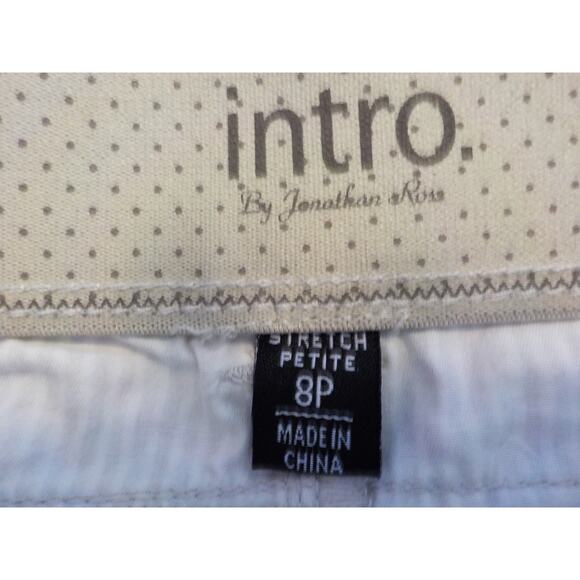 intro.
By Jonathan Ross
STRETCH
PETITE
8P
MADE IN
CHINA